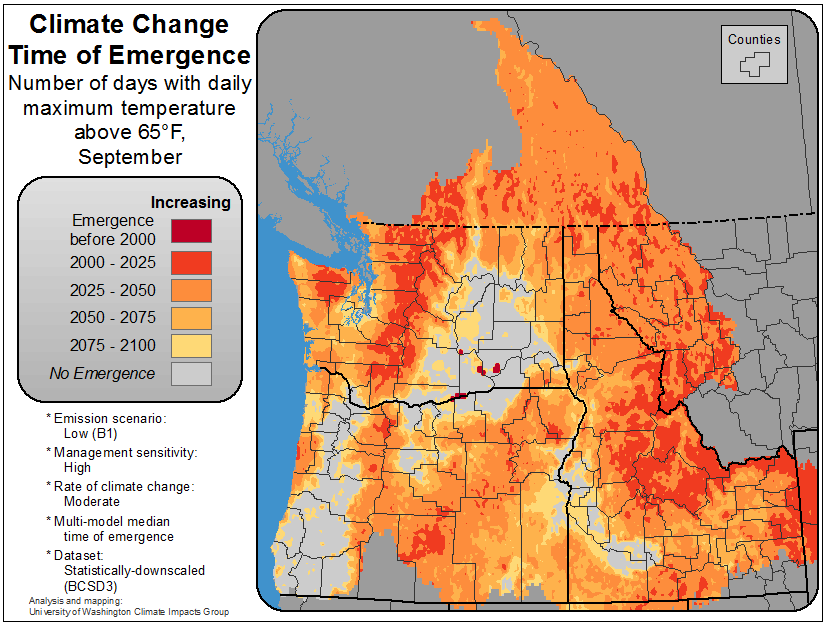 Climate Change
Time of Emergence
Number of days with daily
maximum temperature
above 65°F,
September
Increasing
Emergence
before 2000
2000 - 2025
2025 - 2050
2050 - 2075
2075 - 2100
No Emergence
* Emission scenario:
Low (B1)
* Management sensitivity:
High
* Rate of climate change:
Moderate
* Multi-model median
time of emergence
* Dataset:
Statistically-downscaled
(BCSD3)
Analysis and mapping:
University of Washington Climate Impacts Group
Counties